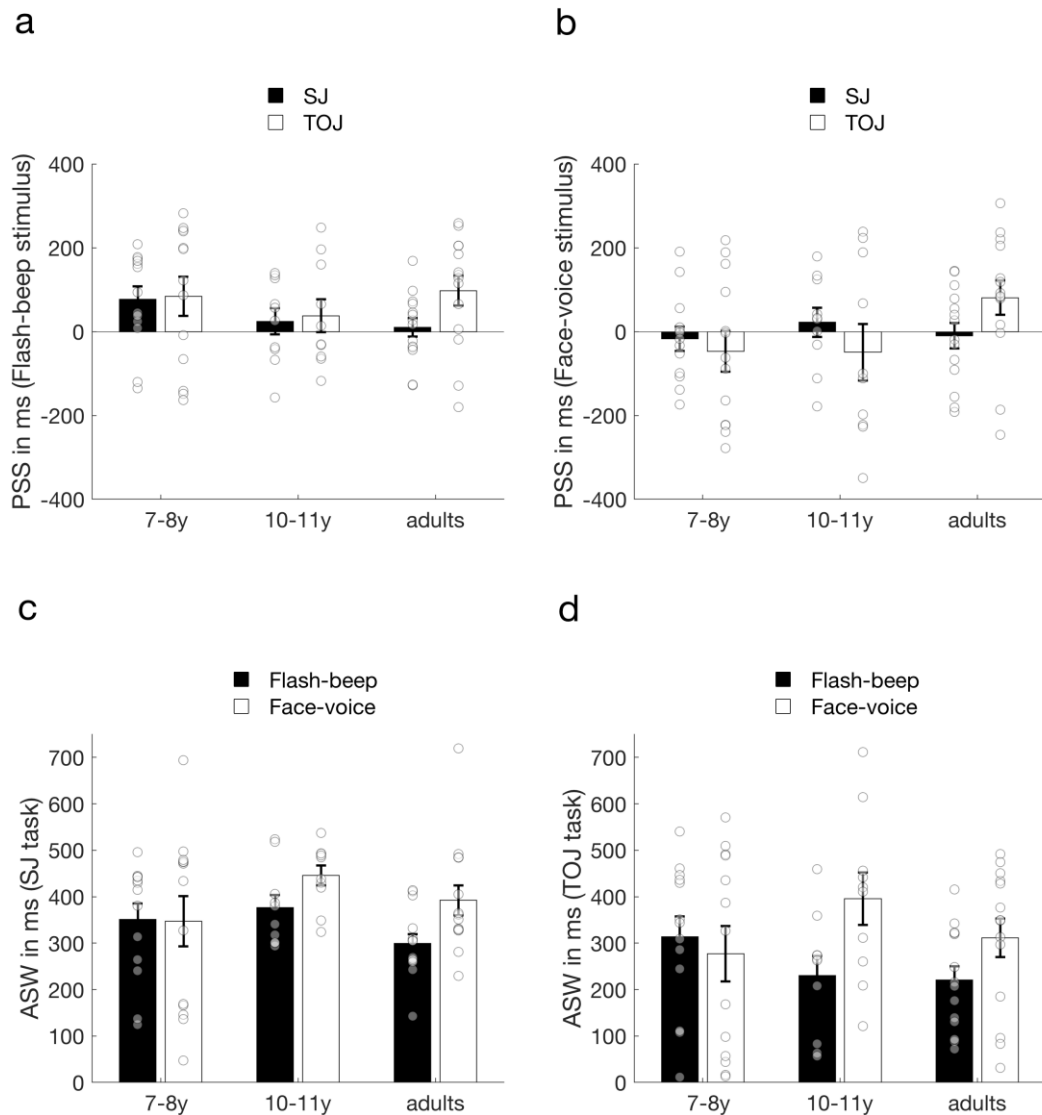 a
SJ
TOJ
PSS in ms (Flash-beep stimulus)
400
200
0
-200
-400
7-8y 10-11y adults
b
SJ
TOJ
PSS in ms (Face-voice stimulus)
400
200
0
-200
-400
7-8y 10-11y adults
c
Flash-beep
Face-voice
ASW in ms (SJ task)
700
600
500
400
300
200
100
0
7-8y 10-11y adults
d
Flash-beep
Face-voice
ASW in ms (TOJ task)
700
600
500
400
300
200
100
0
7-8y 10-11y adults